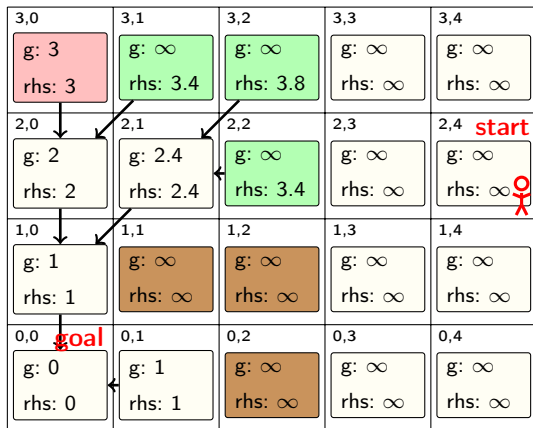 3,0 3,1 3,2 3,3 3,4
g: 3 g: ∞ g: ∞ g: ∞ g: ∞
rhs: 3 rhs: 3.4 rhs: 3.8 rhs: ∞ rhs: ∞
2,0 2,1 2,2 2,3 2,4 start
g: 2 g: 2.4 g: ∞ g: ∞ g: ∞
rhs: 2 rhs: 2.4 rhs: 3.4 rhs: ∞ rhs: ∞
1,0 1,1 1,2 1,3 1,4
g: 1 g: ∞ g: ∞ g: ∞ g: ∞
rhs: 1 rhs: ∞ rhs: ∞ rhs: ∞ rhs: ∞
0,0 goal 0,1 0,2 0,3 0,4
g: 0 g: 1 g: ∞ g: ∞ g: ∞
rhs: 0 rhs: 1 rhs: ∞ rhs: ∞ rhs: ∞